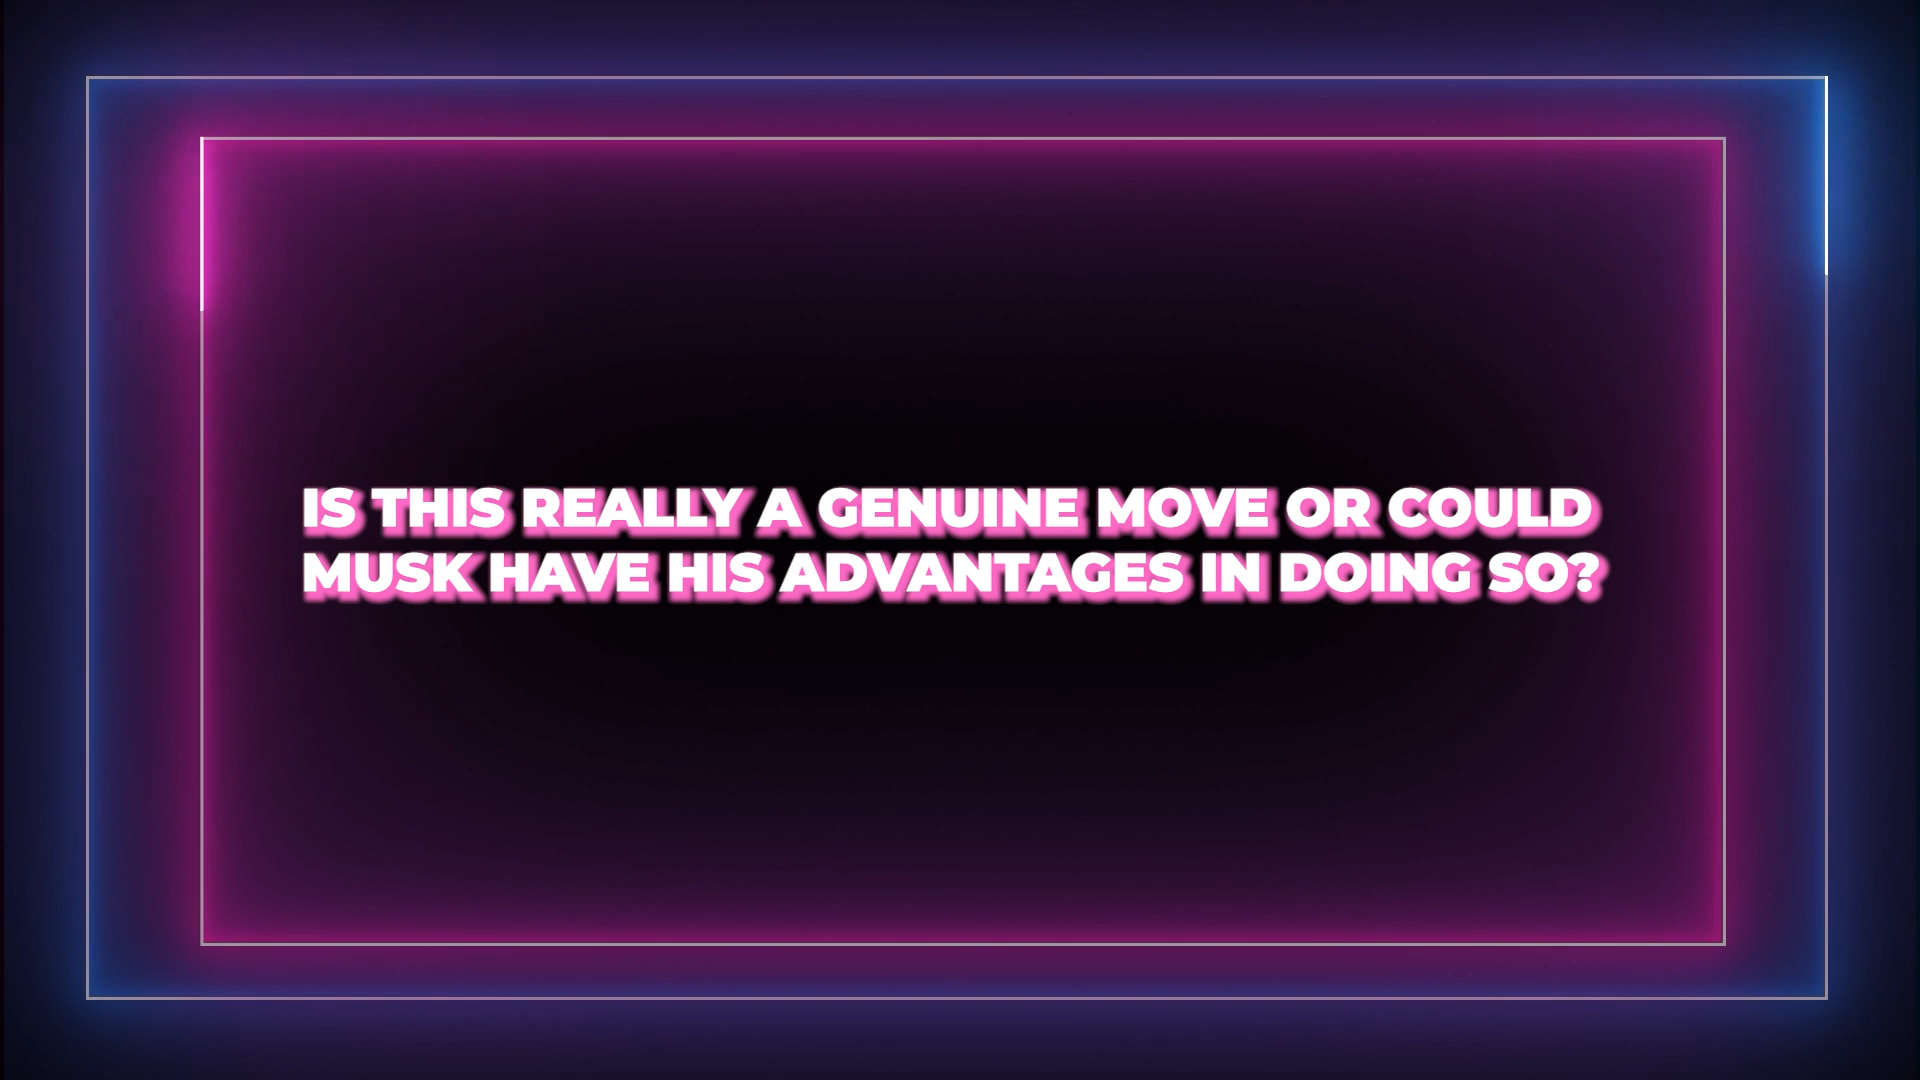 IS THIS REALLY A GENUINE MOVE OR COULD
MUSK HAVE HIS ADVANTAGES IN DOING SO?